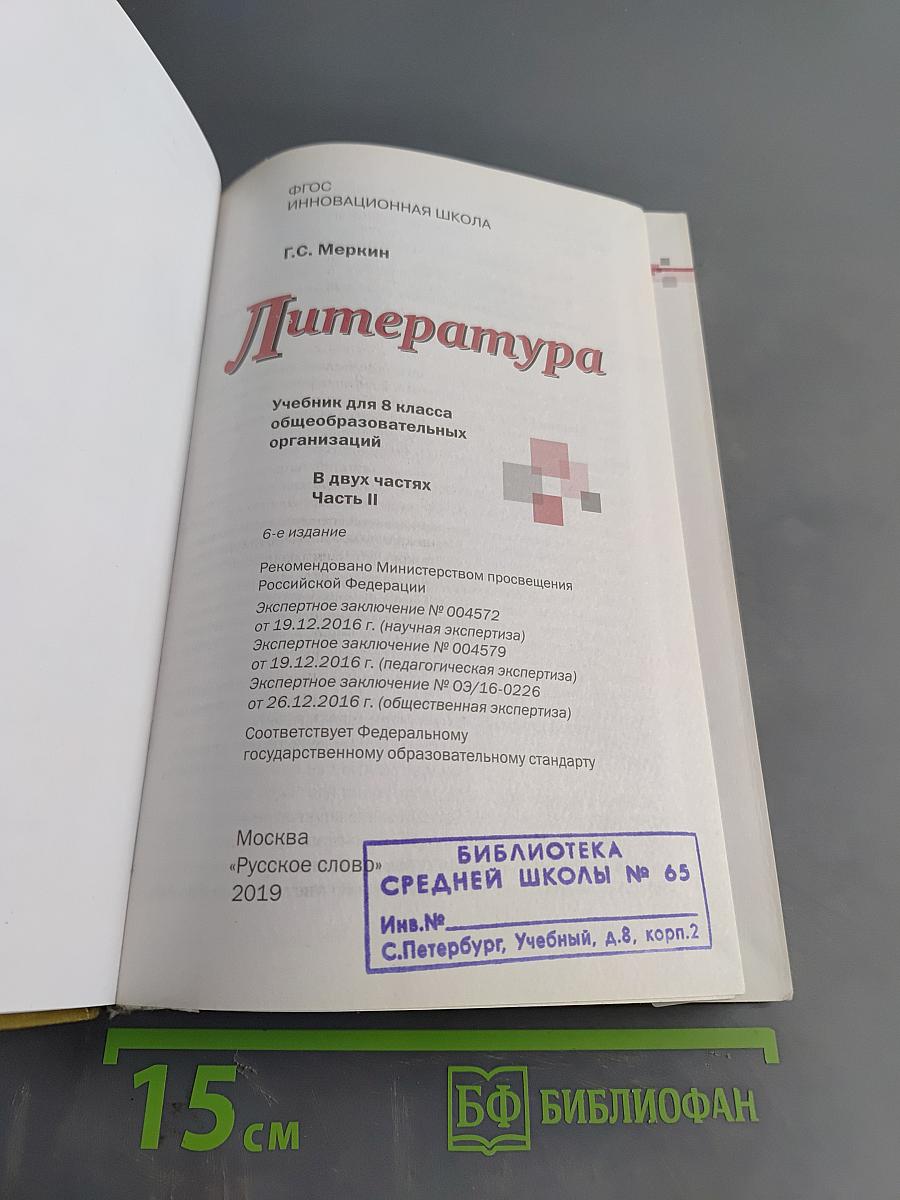 ФГОС
ИННОВАЦИОННАЯ ШКОЛА
Г.С. Меркин
Литература
Учебник для 8 класса
общеобразовательных
организаций
В двух частях
Часть II
6-е издание
Рекомендовано Министерством просвещения
Российской Федерации
Экспертное заключение № 004572
от 19.12.2016 г. (научная экспертиза)
Экспертное заключение № 004579
от 19.12.2016 г. (педагогическая экспертиза)
Экспертное заключение № ОЭ/16-0226
от 26.12.2016 г. (общественная экспертиза)
Соответствует Федеральному
государственному образовательному стандарту
Москва
«Русское слово»
2019
БИБЛИОТЕКА
СРЕДНЕЙ ШКОЛЫ № 65
Инв.№
С.Петербург, Учебный, д.8, корп.2
15 см
БФ БИБЛИОФАН